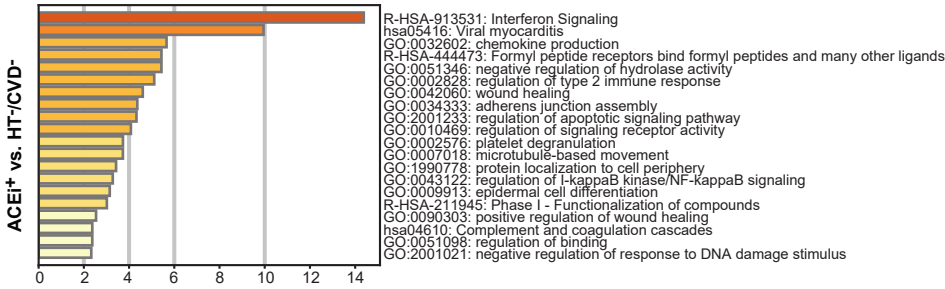 ACEi⁺ vs. HT⁻/CVD⁻
R-HSA-913531: Interferon Signaling
hsa05416: Viral myocarditis
GO:0032602: chemokine production
R-HSA-444473: Formyl peptide receptors bind formyl peptides and many other ligands
GO:0051346: negative regulation of hydrolase activity
GO:0002828: regulation of type 2 immune response
GO:0042060: wound healing
GO:0034333: adherens junction assembly
GO:2001233: regulation of apoptotic signaling pathway
GO:0010469: regulation of signaling receptor activity
GO:0002576: platelet degranulation
GO:0007018: microtubule-based movement
GO:1990778: protein localization to cell periphery
GO:0043122: regulation of I-kappaB kinase/NF-kappaB signaling
GO:0009913: epidermal cell differentiation
R-HSA-211945: Phase I - Functionalization of compounds
GO:0090303: positive regulation of wound healing
hsa04610: Complement and coagulation cascades
GO:0051098: regulation of binding
GO:2001021: negative regulation of response to DNA damage stimulus
0 2 4 6 8 10 12 14